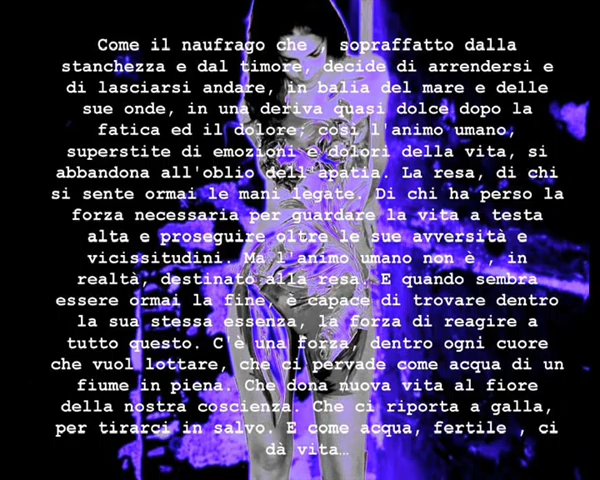 Come il naufrago che , sopraffatto dalla
stanchezza e dal timore, decide di arrendersi e
di lasciarsi andare, in balia del mare e delle
sue onde, in una deriva quasi dolce dopo la
fatica ed il dolore; così l'animo umano,
superstite di emozioni e dolori della vita, si
abbandona all'oblio dell'apatia. La resa, di chi
si sente ormai le mani legate. Di chi ha perso la
forza necessaria per guardare la vita a testa
alta e proseguire oltre le sue avversità e
vicissitudini. Ma l'animo umano non è , in
realtà, destinato alla resa. E quando sembra
essere ormai la fine, è capace di trovare dentro
la sua stessa essenza, la forza di reagire a
tutto questo. C'è una forza, dentro ogni cuore
che vuol lottare, che ci pervade come acqua di un
fiume in piena. Che dona nuova vita al fiore
della nostra coscienza. Che ci riporta a galla,
per tirarci in salvo. E come acqua, fertile , ci
dà vita…